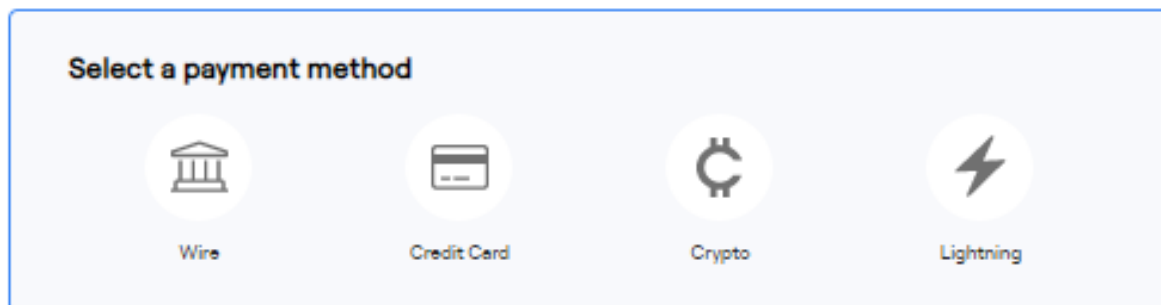 Select a payment method
Wire
Credit Card
Crypto
Lightning